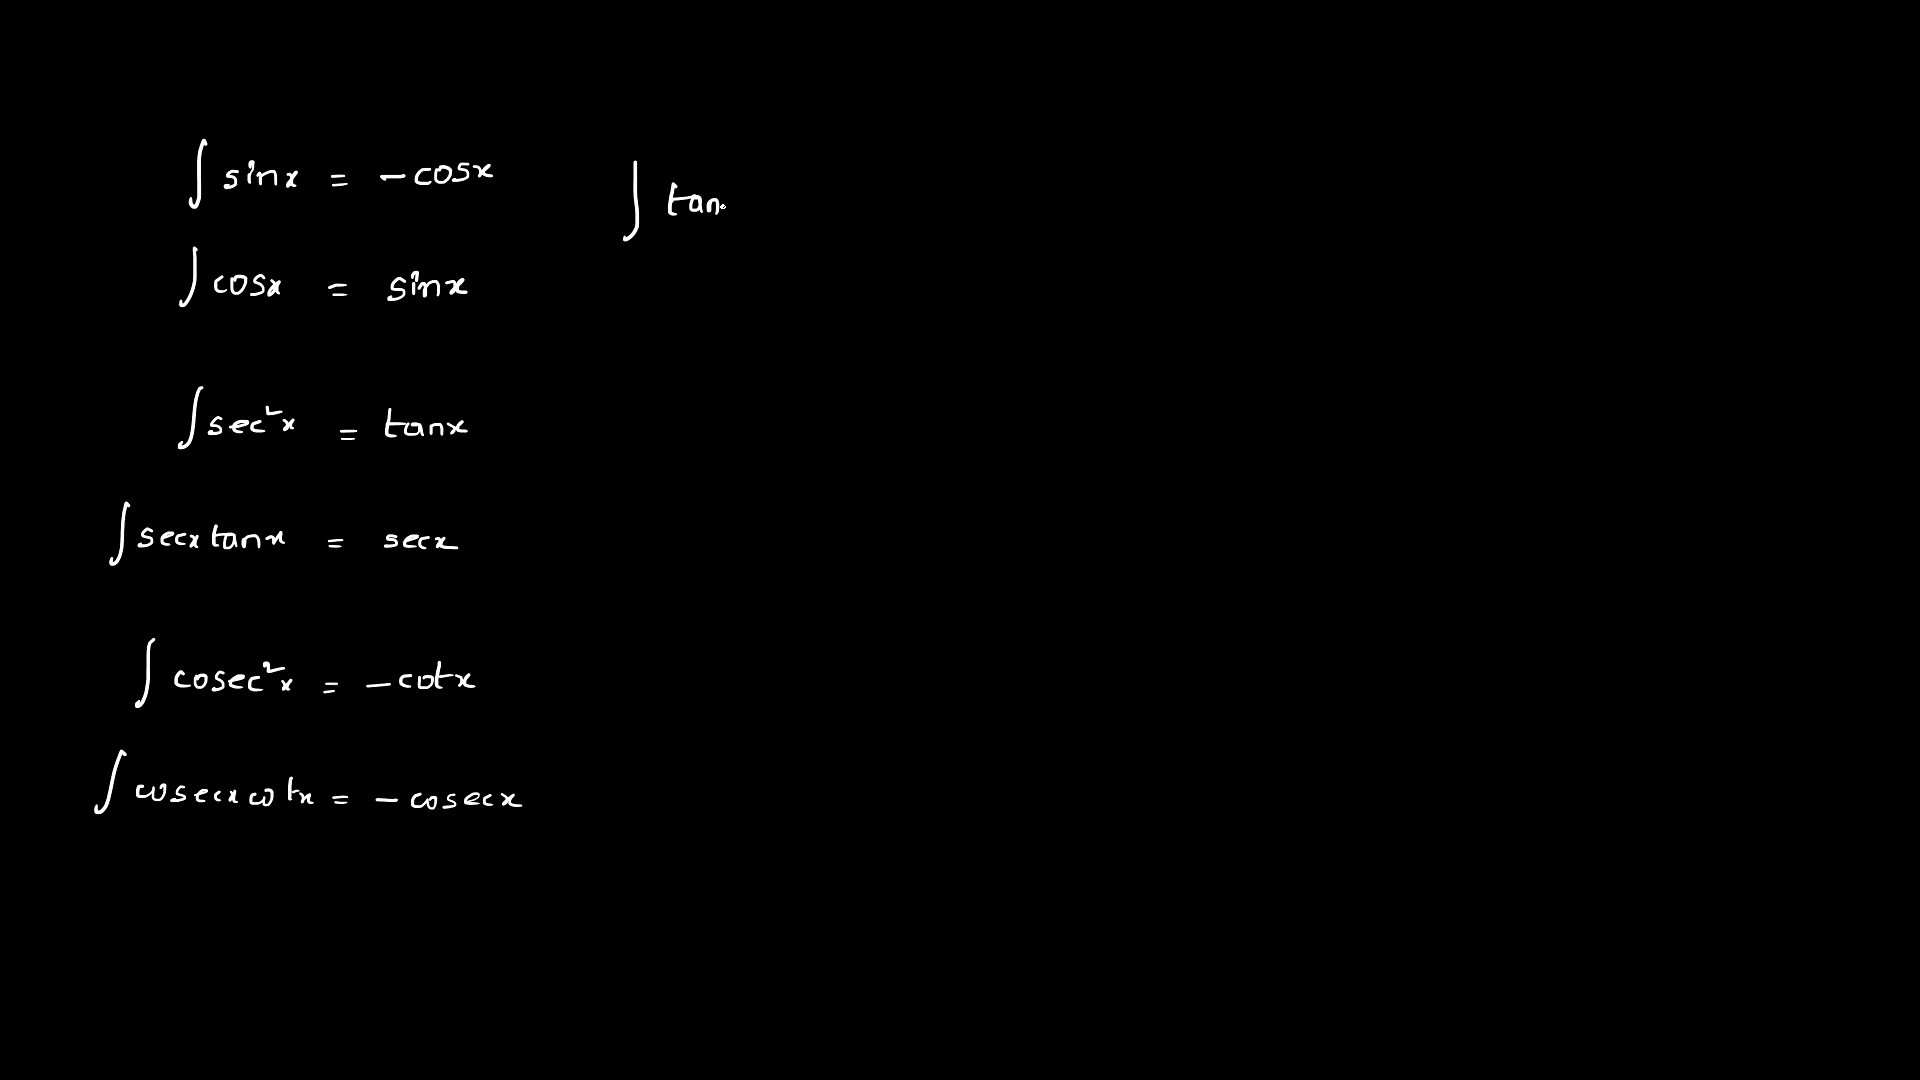 ∫ sinx = -cosx
∫ tan
∫ cosx = sinx
∫ sec²x = tanx
∫ secx tanx = secx
∫ cosec²x = -cotx
∫ cosecx cotx = -cosecx